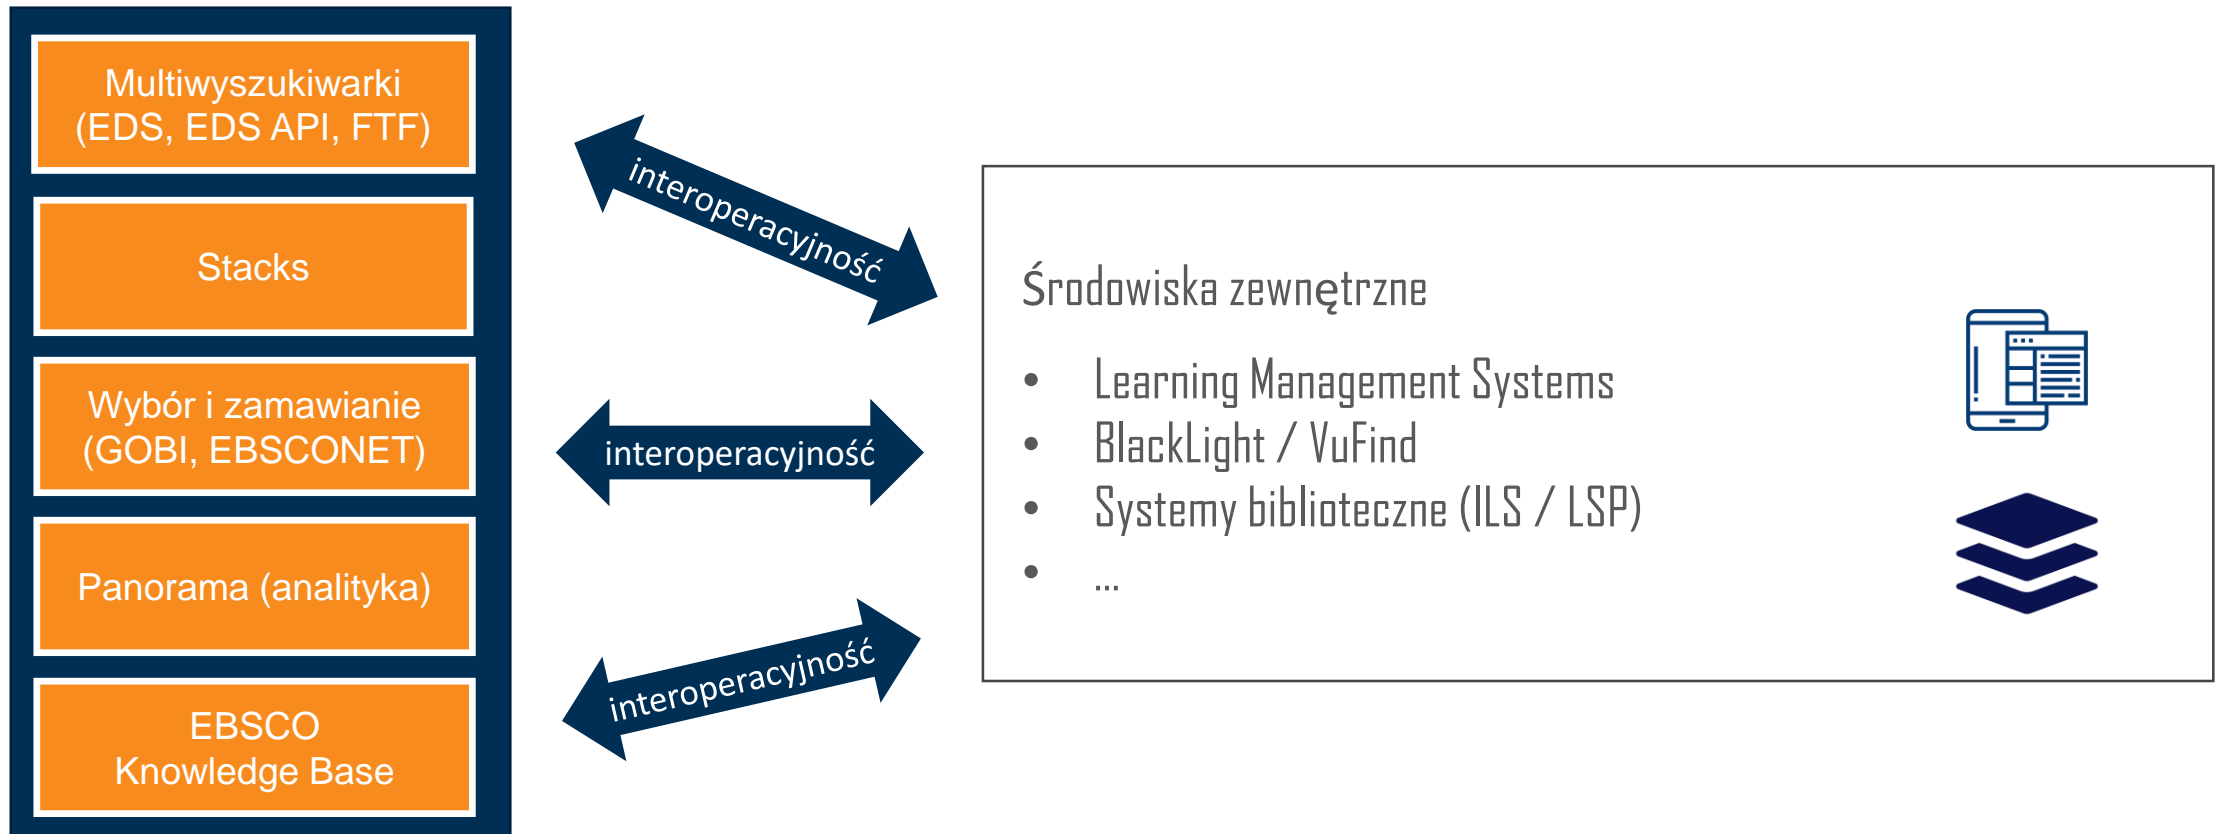 Multiwyszukiwarki
(EDS, EDS API, FTF)
Stacks
Wybór i zamawianie
(GOBI, EBSCONET)
Panorama (analityka)
EBSCO
Knowledge Base
interoperacyjność
interoperacyjność
interoperacyjność
Środowiska zewnętrzne
• Learning Management Systems
• BlackLight / VuFind
• Systemy biblioteczne (ILS / LSP)
• ...